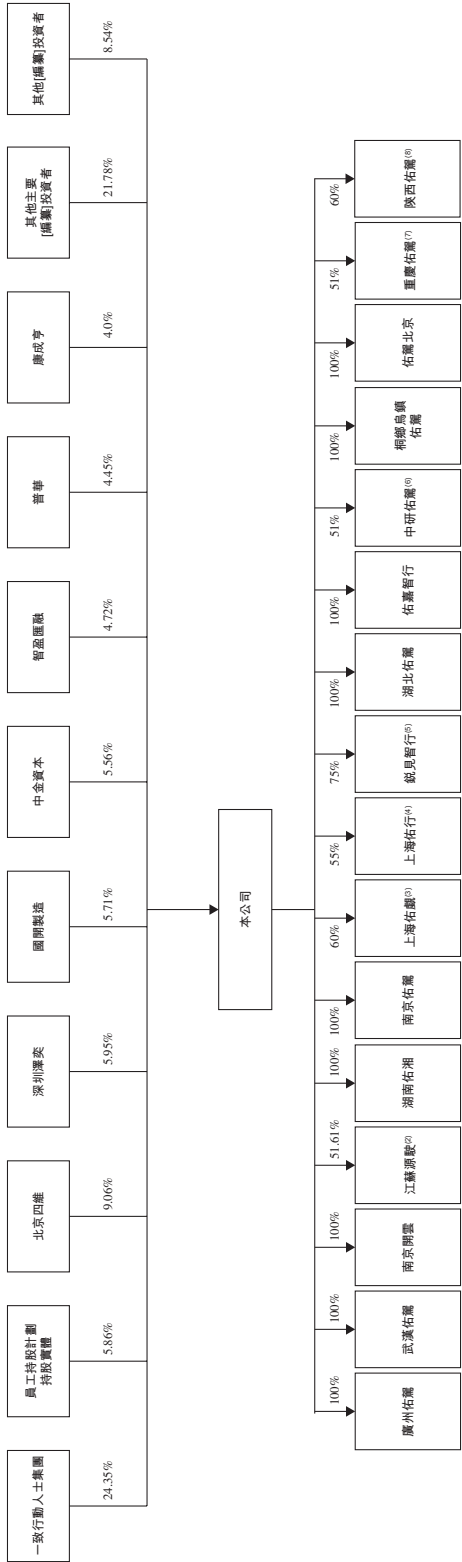 一致行動人士集團
24.35%
員工持股計劃
持股實體
5.86%
北京四維
9.06%
深圳澤奕
5.95%
國開製造
5.71%
中金資本
5.56%
智盈匯融
4.72%
普華
4.45%
康成亨
4.0%
其他主要
[編纂]投資者
21.78%
其他[編纂]投資者
8.54%
本公司
100%
廣州佑駕
100%
武漢佑駕
100%
南京開雲
51.61%
江蘇源駛(2)
100%
湖南佑湘
100%
南京佑駕
60%
上海佑覷(3)
55%
上海佑行(4)
75%
銳見智行(5)
100%
湖北佑駕
100%
佑嘉智行
51%
中研佑駕(6)
100%
桐鄉烏鎮
佑駕
100%
佑駕北京
51%
重慶佑駕(7)
60%
陝西佑駕(8)